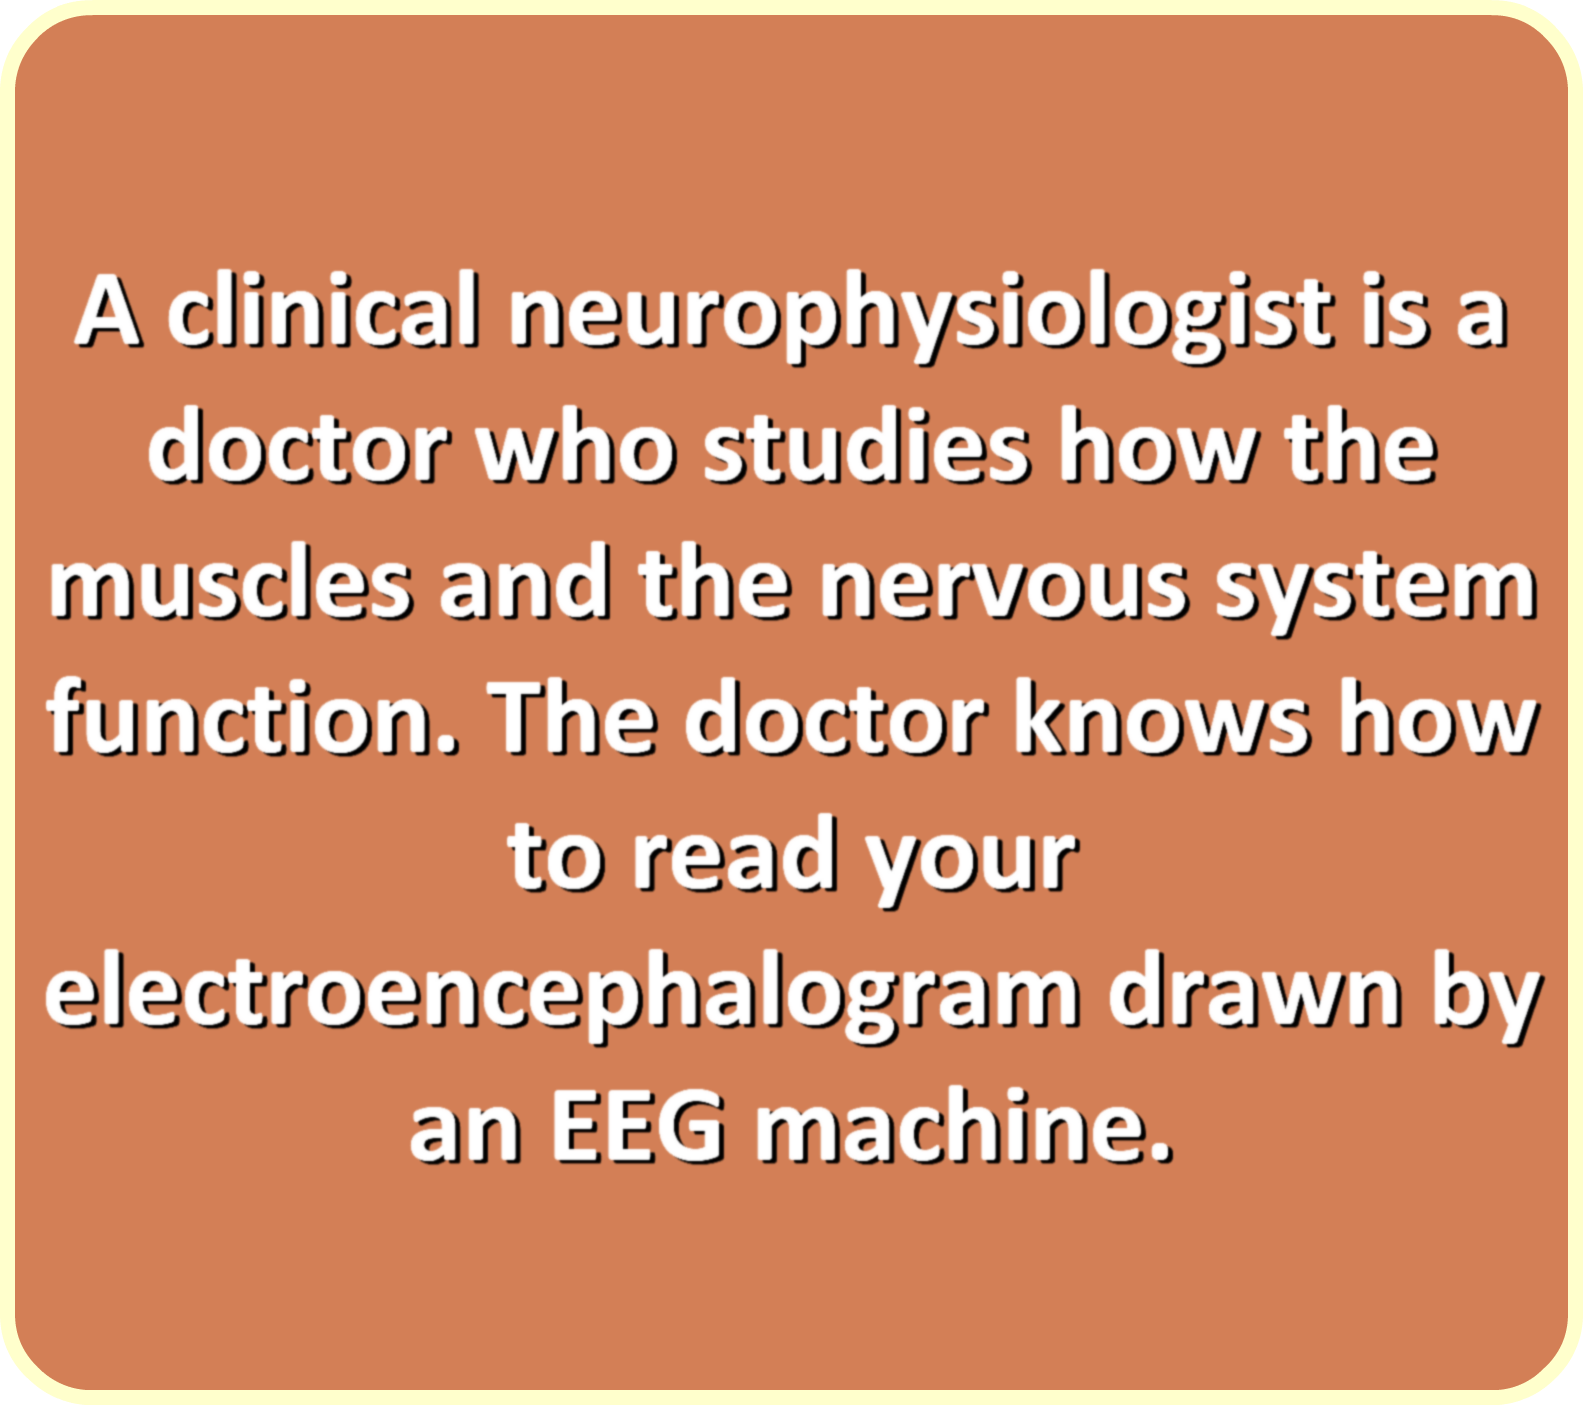 A clinical neurophysiologist is a
doctor who studies how the
muscles and the nervous system
function. The doctor knows how
to read your
electroencephalogram drawn by
an EEG machine.